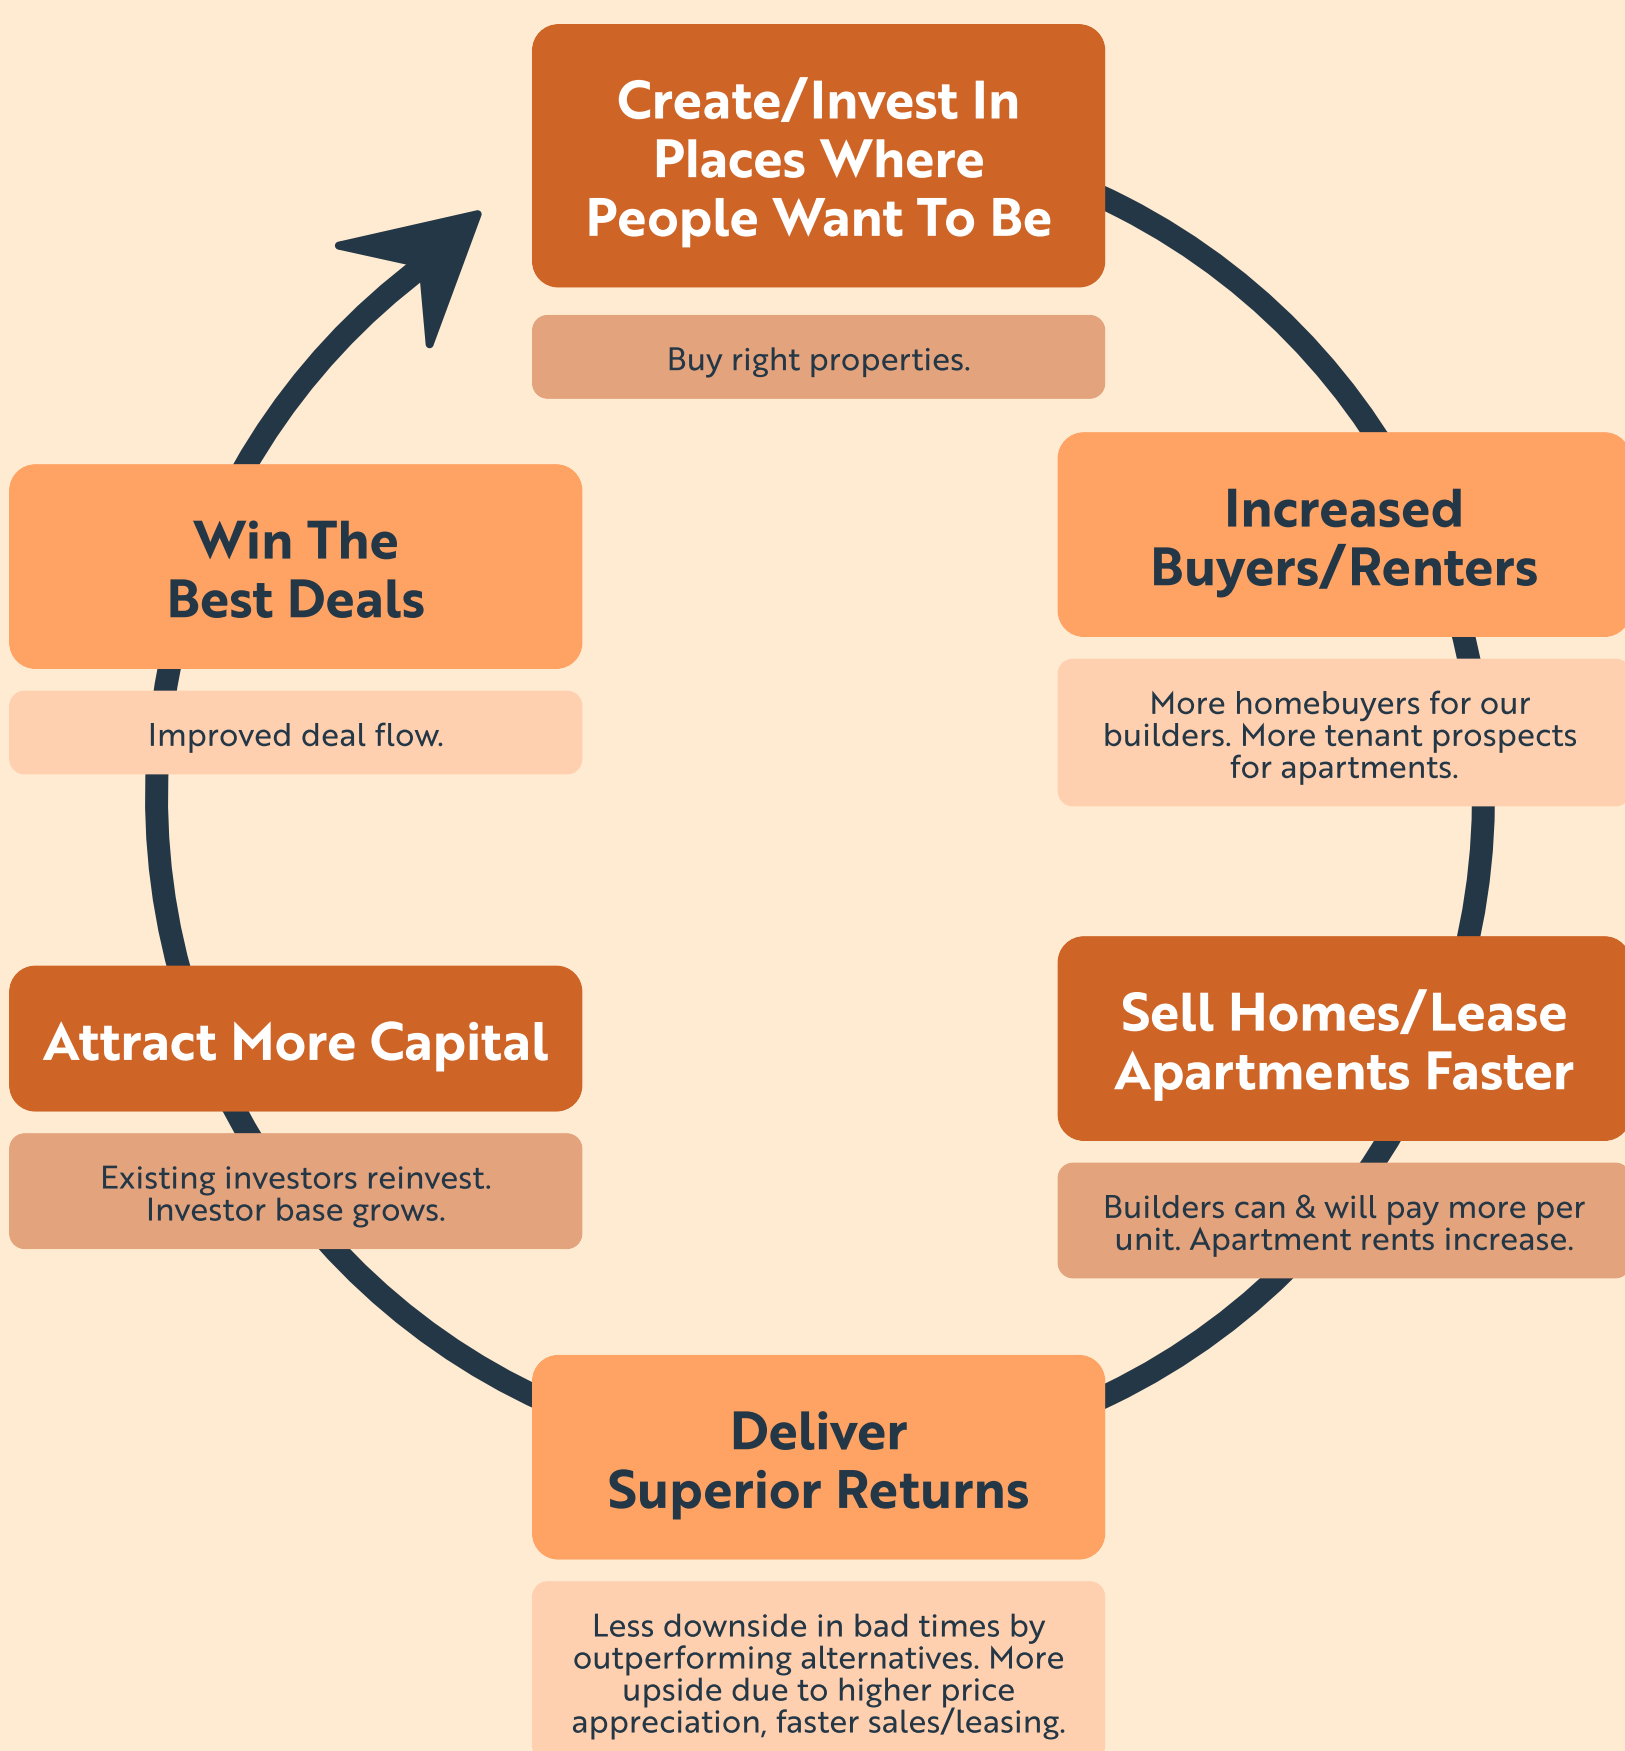 Create/Invest In
Places Where
People Want To Be
Buy right properties.
Increased
Buyers/Renters
More homebuyers for our
builders. More tenant prospects
for apartments.
Sell Homes/Lease
Apartments Faster
Builders can & will pay more per
unit. Apartment rents increase.
Deliver
Superior Returns
Less downside in bad times by
outperforming alternatives. More
upside due to higher price
appreciation, faster sales/leasing.
Attract More Capital
Existing investors reinvest.
Investor base grows.
Win The
Best Deals
Improved deal flow.